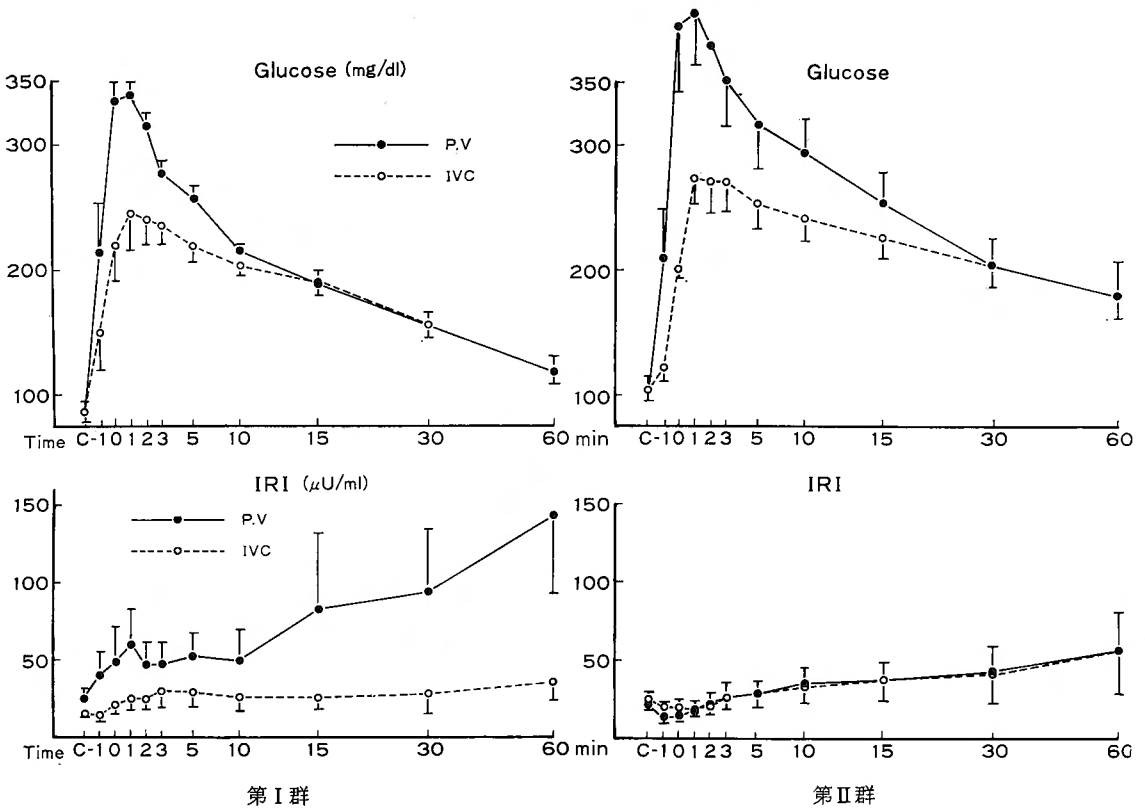 Glucose (mg/dl)
350
300
200
100
P.V
IVC
Time C -1 0 1 2 3 5 10 15 30 60 min
Glucose
350
300
200
100
C -1 0 1 2 3 5 10 15 30 60
IRI (μU/ml)
150
100
50
P.V
IVC
Time C -1 0 1 2 3 5 10 15 30 60 min
第Ⅰ群
IRI
150
100
50
C -1 0 1 2 3 5 10 15 30 60
第Ⅱ群